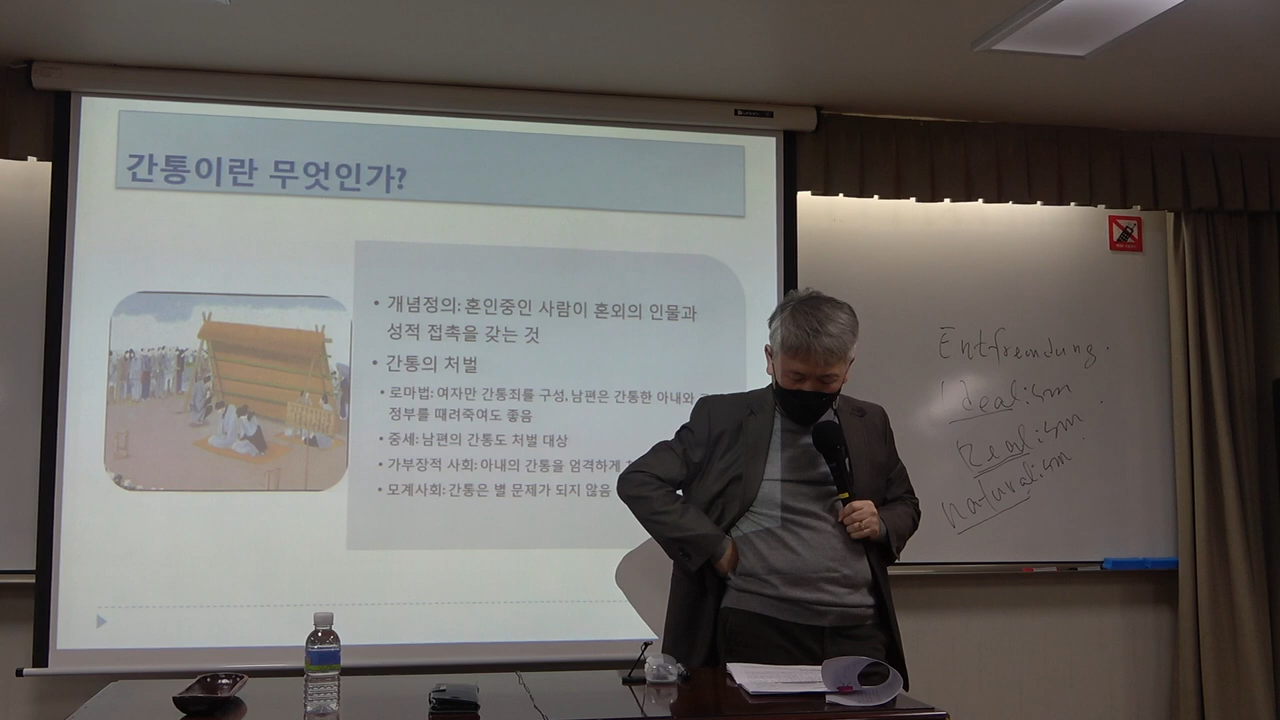 간통이란 무엇인가?
• 개념정의: 혼인중인 사람이 혼외의 인물과
성적 접촉을 갖는 것
• 간통의 처벌
• 로마법: 여자만 간통죄를 구성. 남편은 간통한 아내와
정부를 때려죽여도 좋음
• 중세: 남편의 간통도 처벌 대상
• 가부장적 사회: 아내의 간통을 엄격하게
• 모계사회: 간통은 별 문제가 되지 않음
Entfremdung.
Idealism
Realism.
naturalism